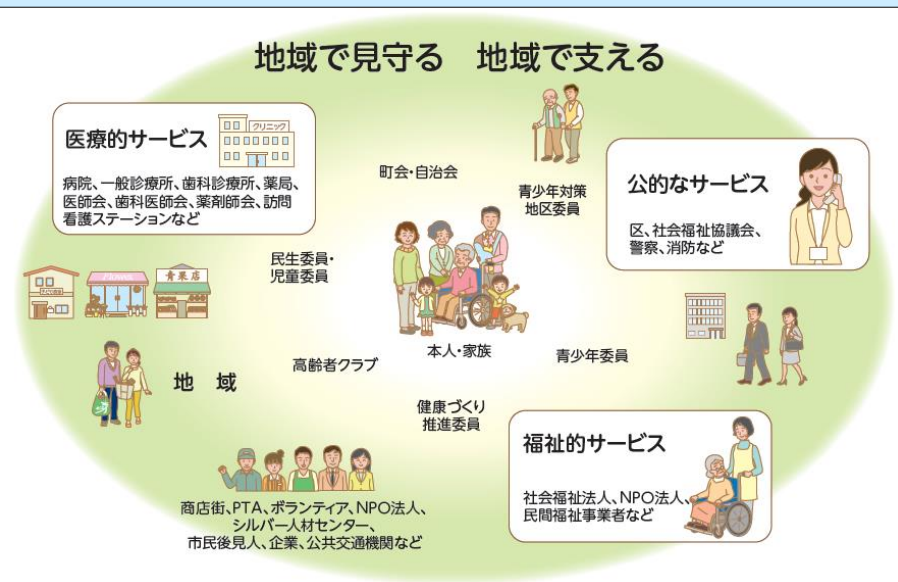 地域で見守る 地域で支える
医療的サービス
クリニック
病院、一般診療所、歯科診療所、薬局、
医師会、歯科医師会、薬剤師会、訪問
看護ステーションなど
町会・自治会
青少年対策
地区委員
公的なサービス
区、社会福祉協議会、
警察、消防など
民生委員・
児童委員
Flower
青果店
本人・家族
高齢者クラブ
青少年委員
地 域
健康づくり
推進委員
福祉的サービス
社会福祉法人、NPO法人、
民間福祉事業者など
商店街、PTA、ボランティア、NPO法人、
シルバー人材センター、
市民後見人、企業、公共交通機関など